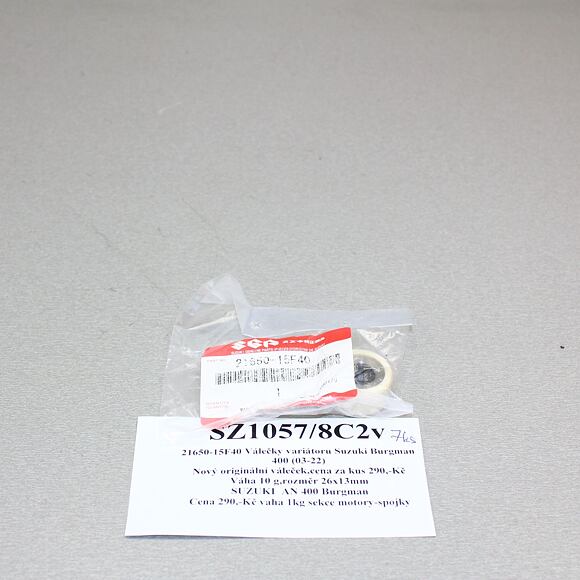 21650-15F40
1
SZ1057/8C2v 7ks
21650-15F40 Válečky variátoru Suzuki Burgman
400 (03-22)
Nový originální váleček,cena za kus 290,-Kč
Váha 10 g,rozměr 26x13mm
SUZUKI AN 400 Burgman
Cena 290,-Kč vaha 1kg sekce motory-spojky